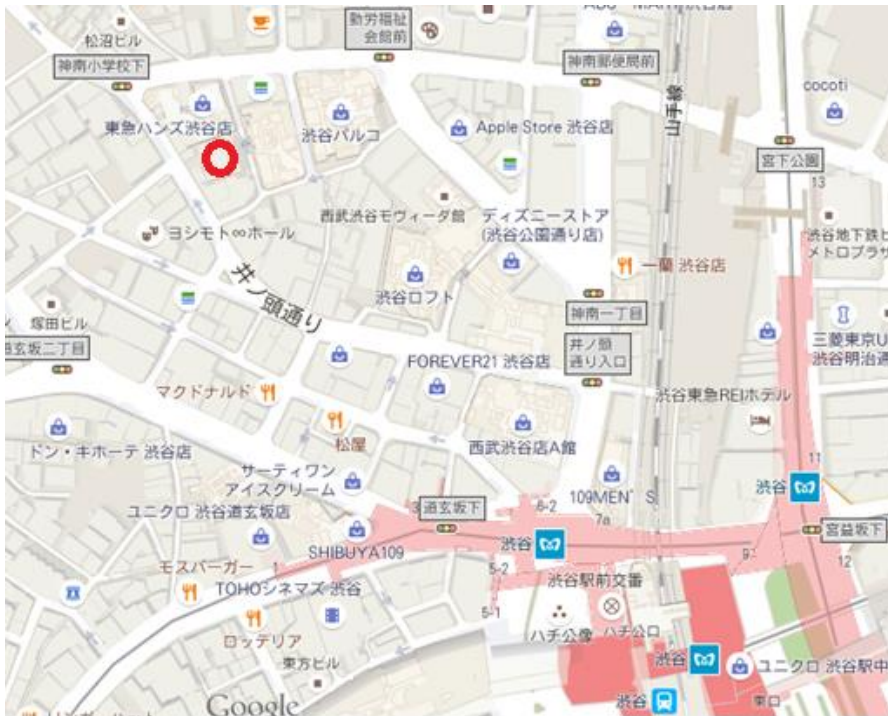 松沼ビル
勤労福祉
会館前
神南小学校下
神南郵便局前
山手線
cocoti
東急ハンズ渋谷店
渋谷パルコ
Apple Store 渋谷店
宮下公園
13
西武渋谷モヴィーダ館
ディズニーストア
(渋谷公園通り店)
ヨシモト∞ホール
渋谷地下鉄ビ
メトロプラザ
一蘭 渋谷店
井ノ頭通り
渋谷ロフト
神南一丁目
塚田ビル
道玄坂二丁目
井ノ頭
通り入口
三菱東京U
渋谷明治通
FOREVER21 渋谷店
マクドナルド
渋谷東急REIホテル
松屋
西武渋谷店A館
ドン・キホーテ 渋谷店
サーティワン
アイスクリーム
11
渋谷
109MEN'S
ユニクロ 渋谷道玄坂店
3
道玄坂下
6-2
7a
宮益坂下
SHIBUYA109
渋谷
9
12
モスバーガー
1
5-2
渋谷駅前交番
TOHOシネマズ 渋谷
5-1
ハチ公像
ハチ公口
ロッテリア
東方ビル
渋谷
ユニクロ 渋谷駅中
Google
渋谷
東口